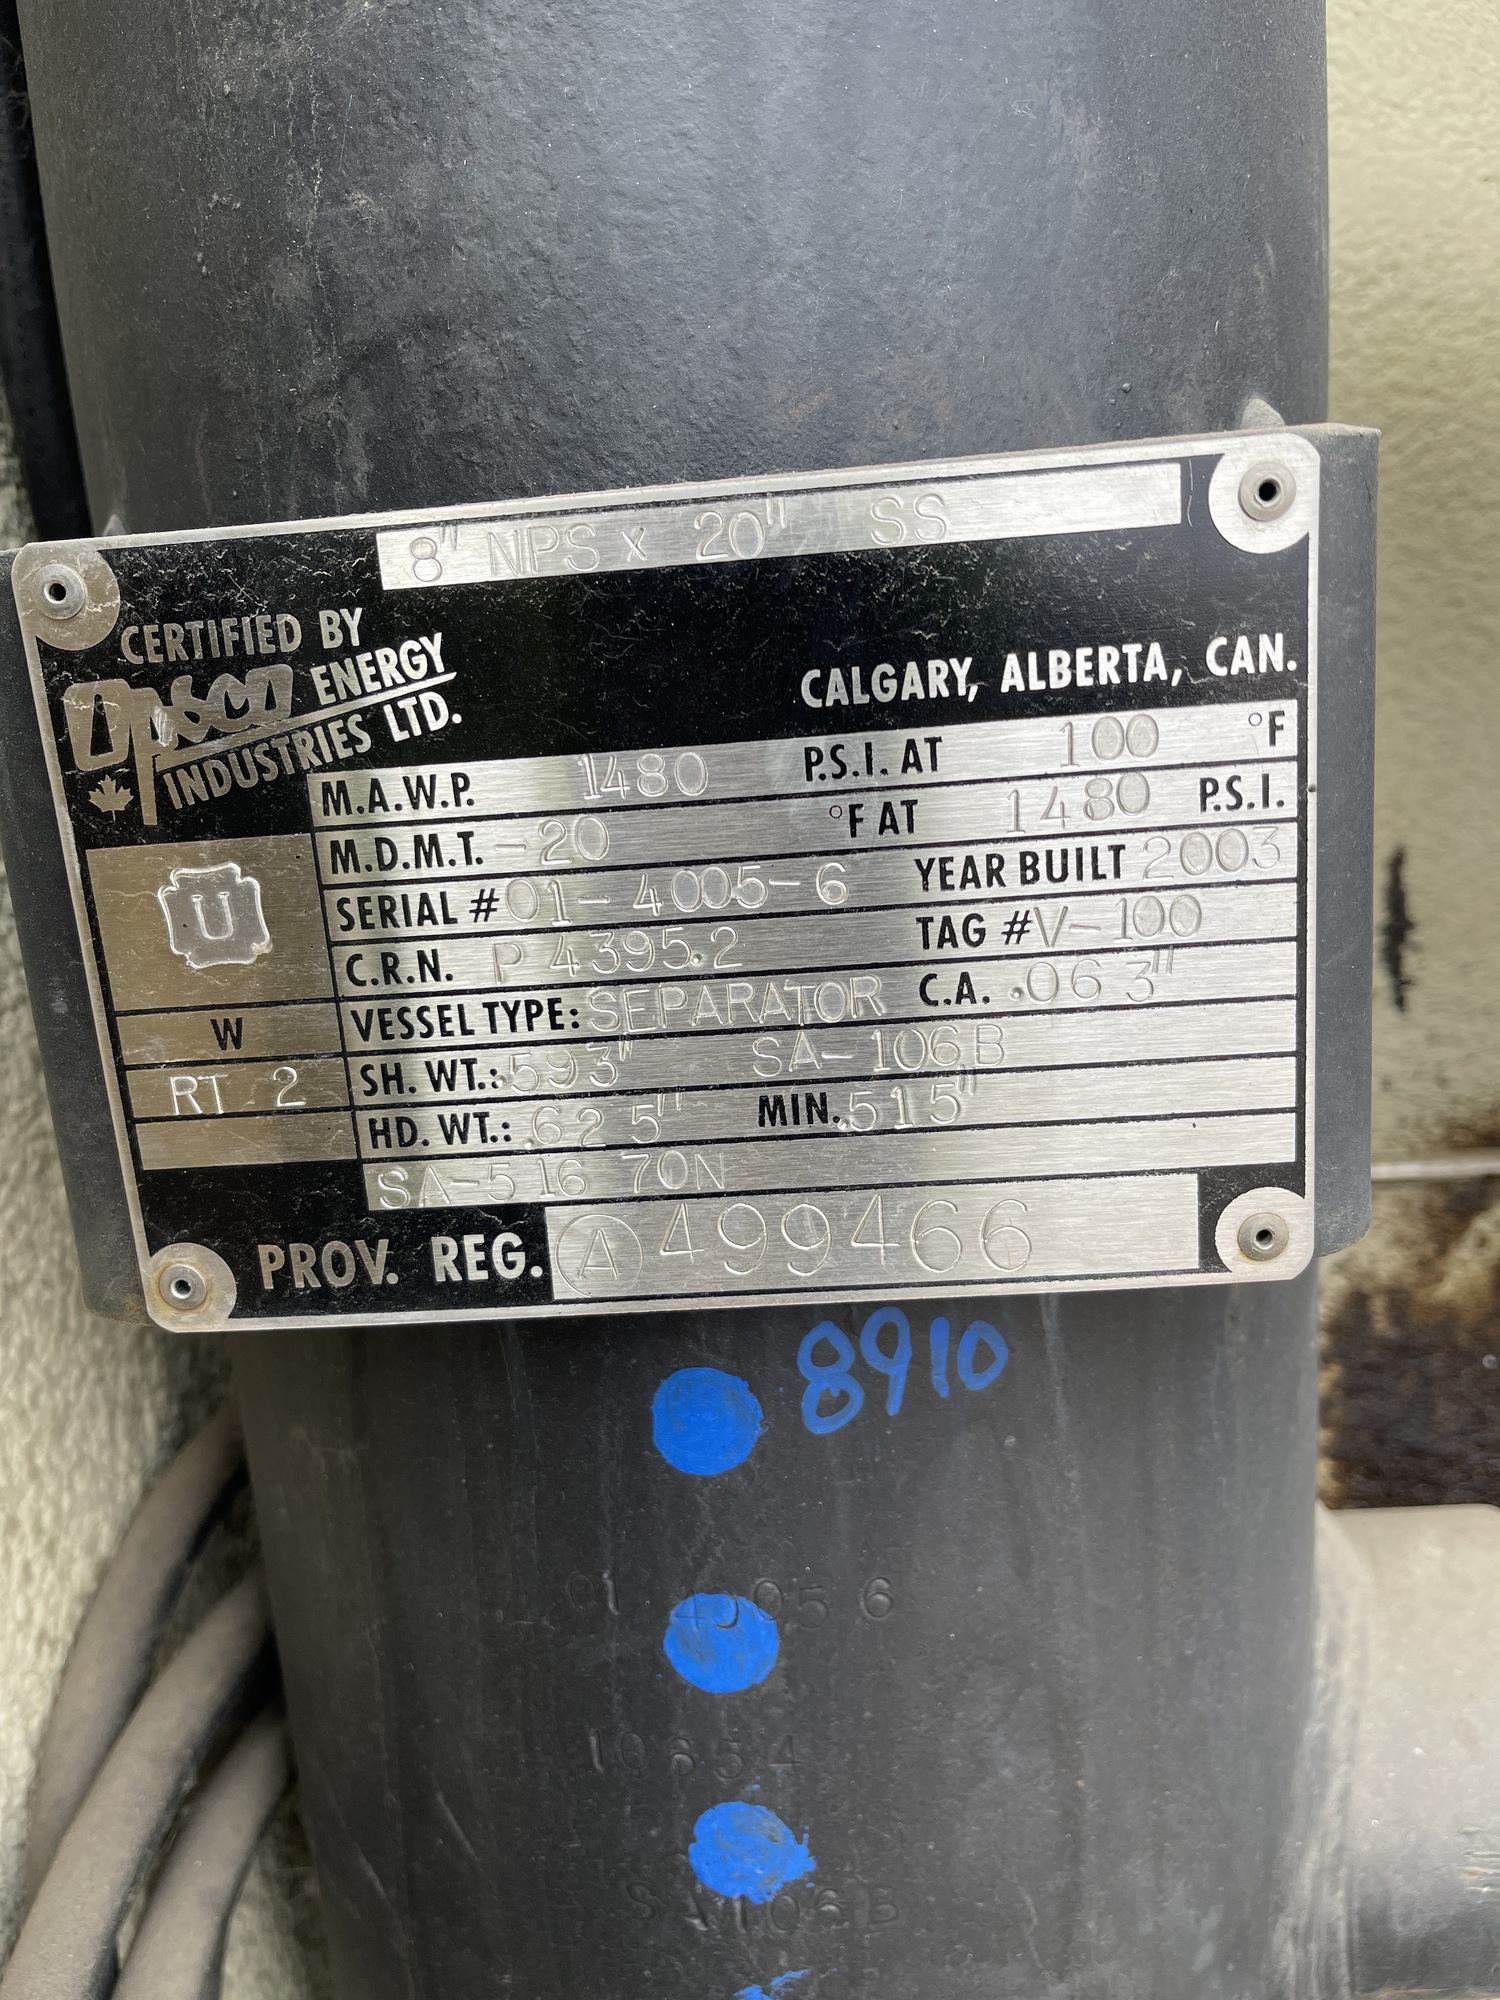 8" NPS x 20" SS
CERTIFIED BY
OPSCO ENERGY
INDUSTRIES LTD.
CALGARY, ALBERTA, CAN.
M.A.W.P. 1480 P.S.I. AT 100 °F
M.D.M.T. -20 °F AT 1480 P.S.I.
SERIAL # 01-4005-6 YEAR BUILT 2003
C.R.N. P 4395.2 TAG # V-100
VESSEL TYPE: SEPARATOR C.A. .063"
SH. WT.: .593" SA-106B
HD. WT.: .625" MIN. .515"
SA-516 70N
U
W
RT 2
PROV. REG. A 499466
8910
01 4005 6
10654
SA106B